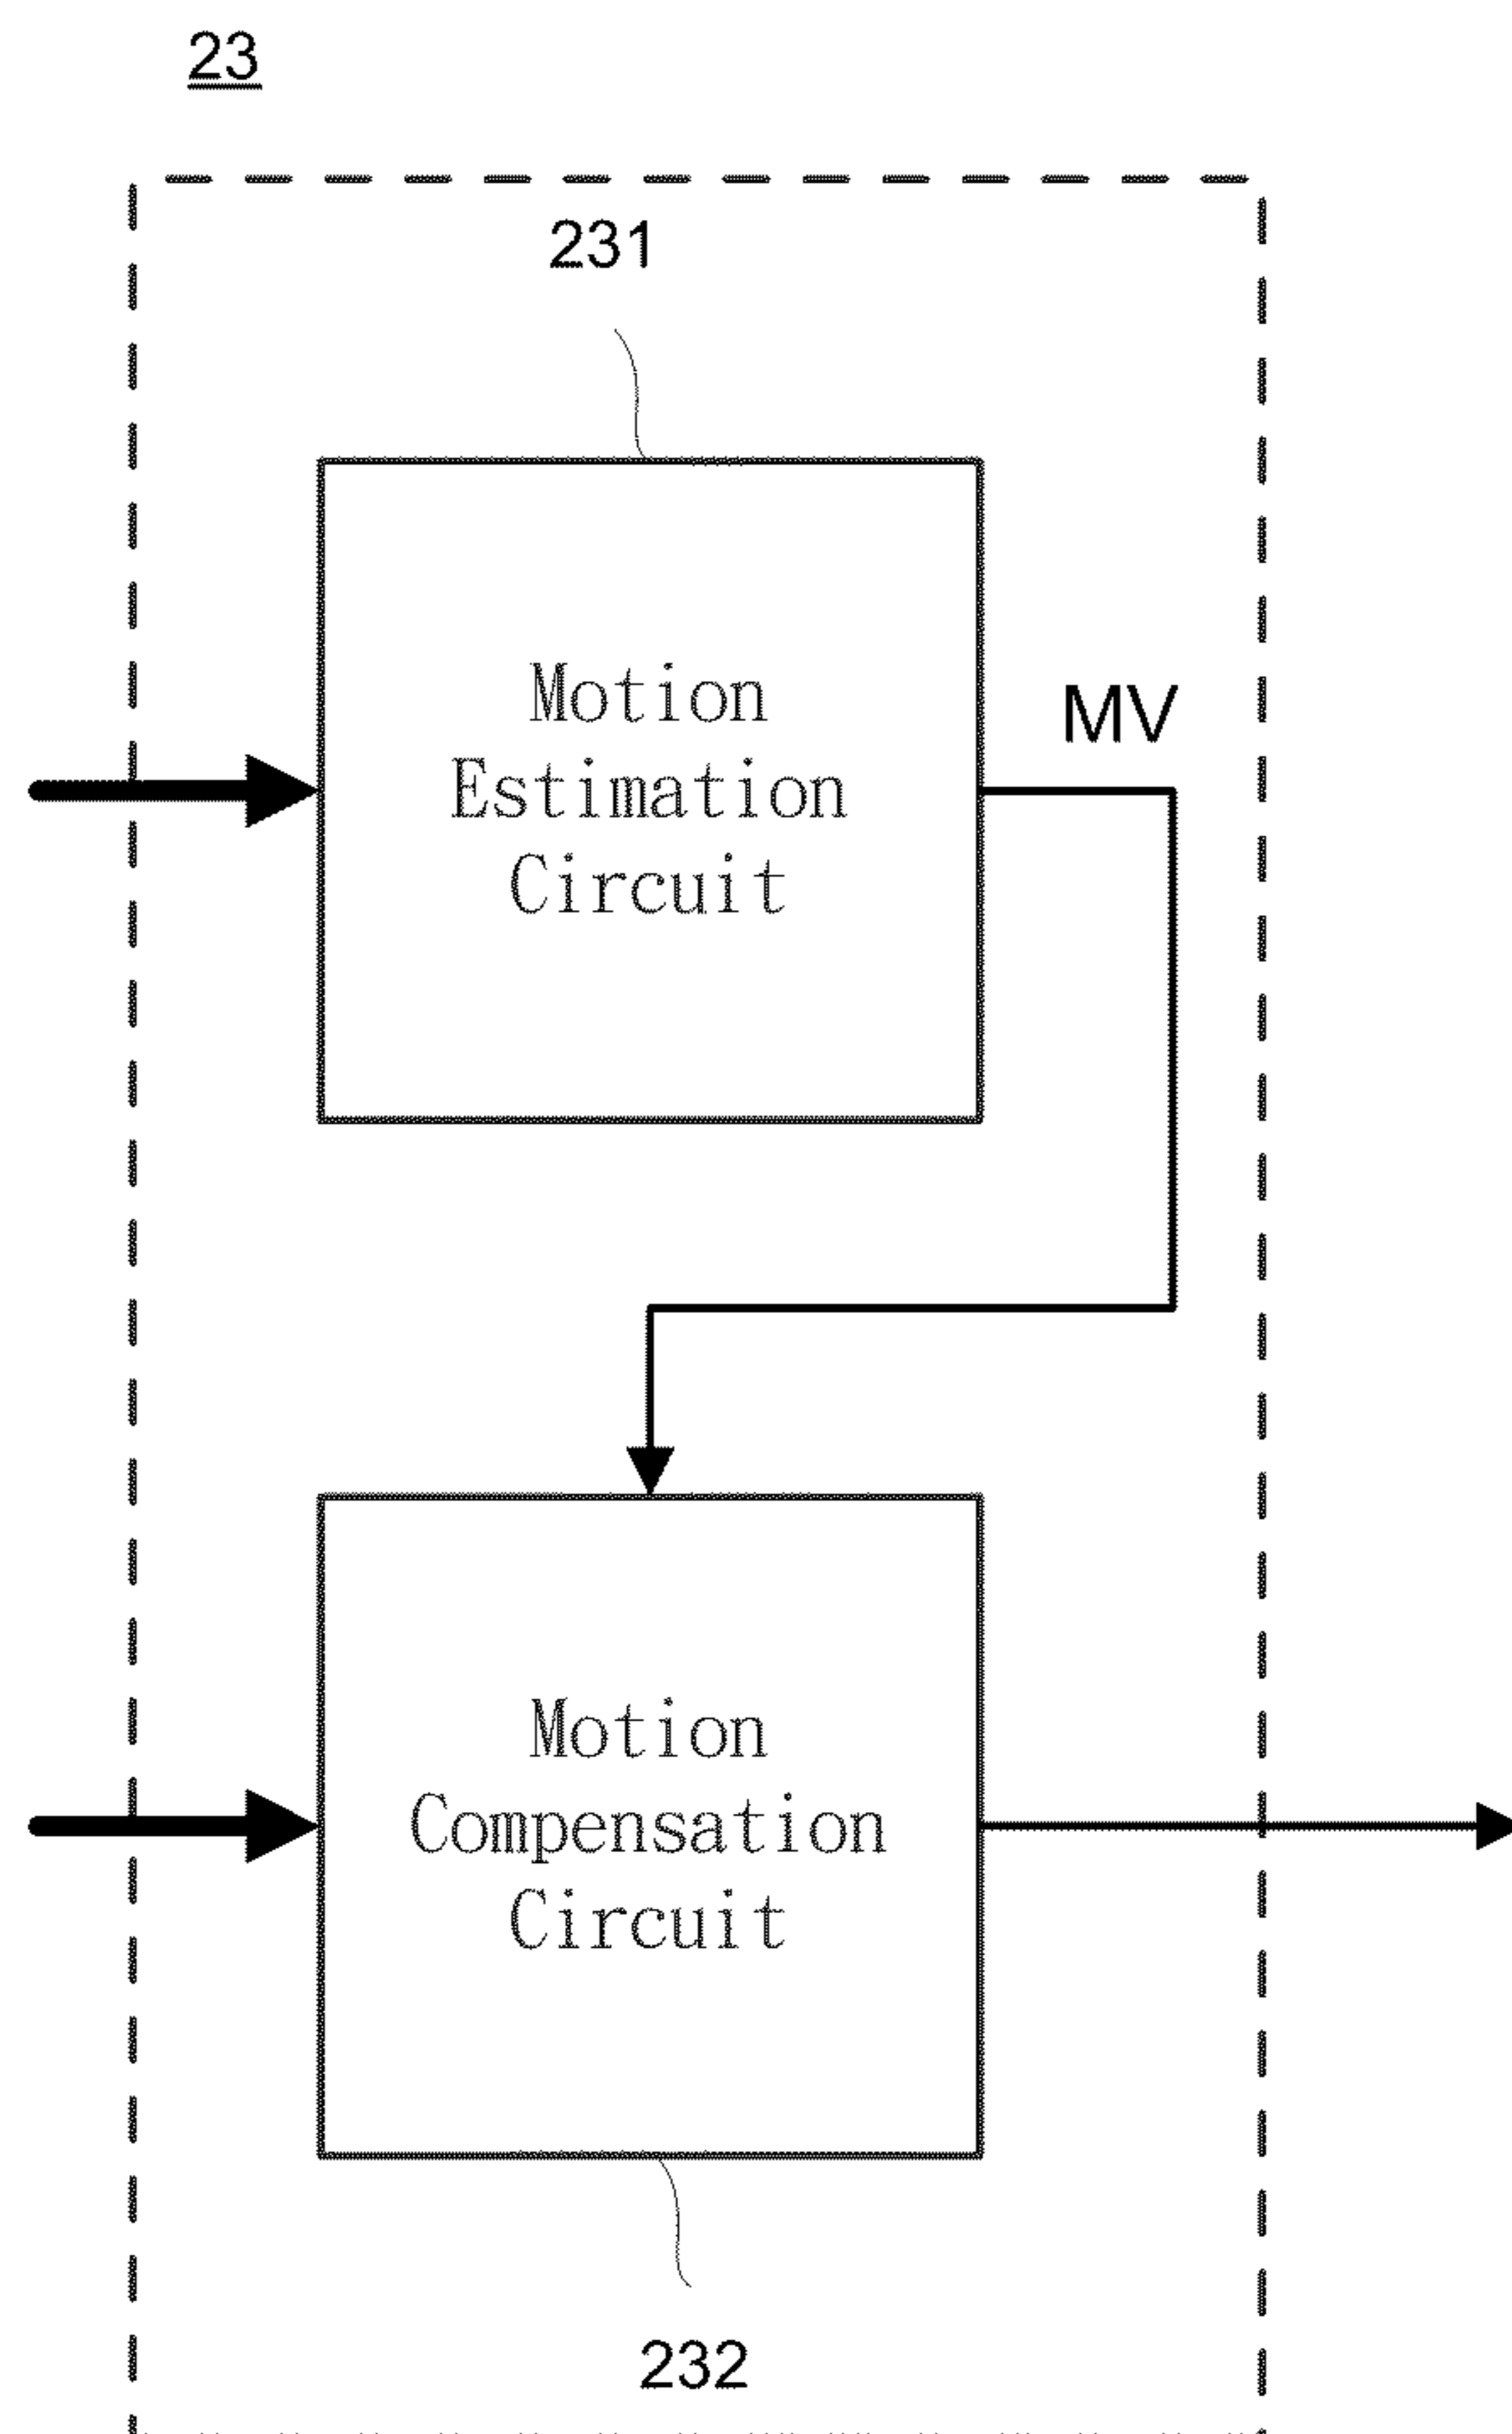 23
231
Motion
Estimation
Circuit
MV
Motion
Compensation
Circuit
232